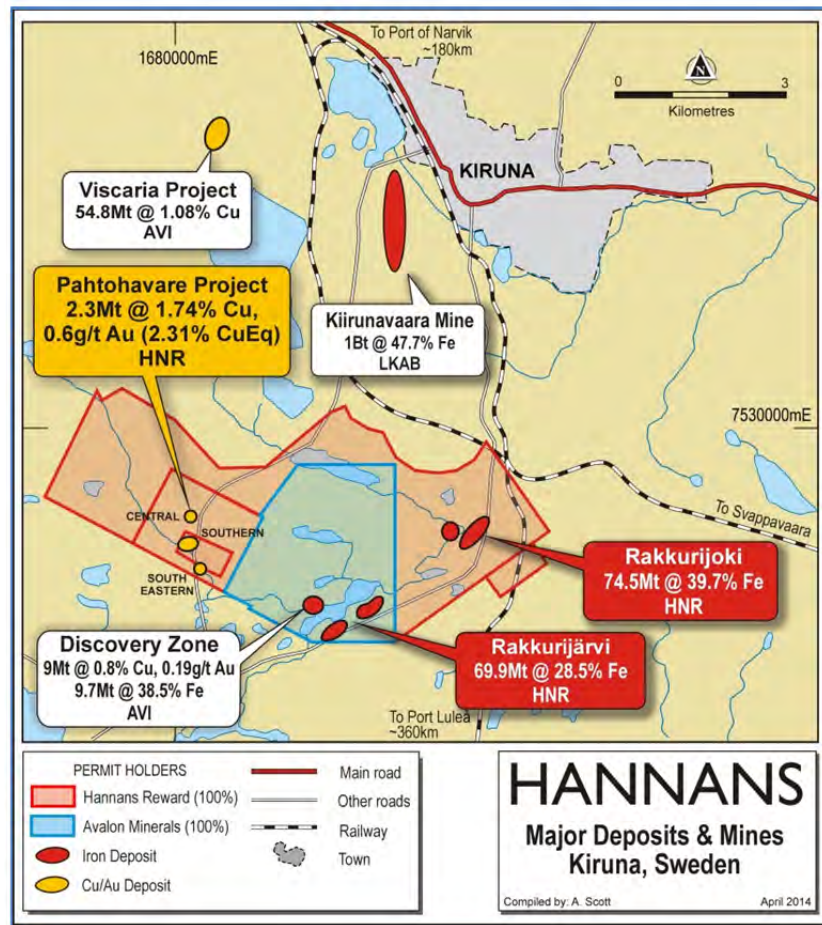 To Port of Narvik
~180km
1680000mE
N
0
3
Kilometres
KIRUNA
Viscaria Project
54.8Mt @ 1.08% Cu
AVI
Pahtohavare Project
2.3Mt @ 1.74% Cu,
0.6g/t Au (2.31% CuEq)
HNR
Kiirunavaara Mine
1Bt @ 47.7% Fe
LKAB
7530000mE
CENTRAL
SOUTHERN
SOUTH
EASTERN
To Svappavaara
Rakkurijoki
74.5Mt @ 39.7% Fe
HNR
Discovery Zone
9Mt @ 0.8% Cu, 0.19g/t Au
9.7Mt @ 38.5% Fe
AVI
Rakkurijärvi
69.9Mt @ 28.5% Fe
HNR
To Port Luleå
~360km
PERMIT HOLDERS
Hannans Reward (100%)
Avalon Minerals (100%)
Iron Deposit
Cu/Au Deposit
Main road
Other roads
Railway
Town
HANNANS
Major Deposits & Mines
Kiruna, Sweden
Compiled by: A. Scott
April 2014